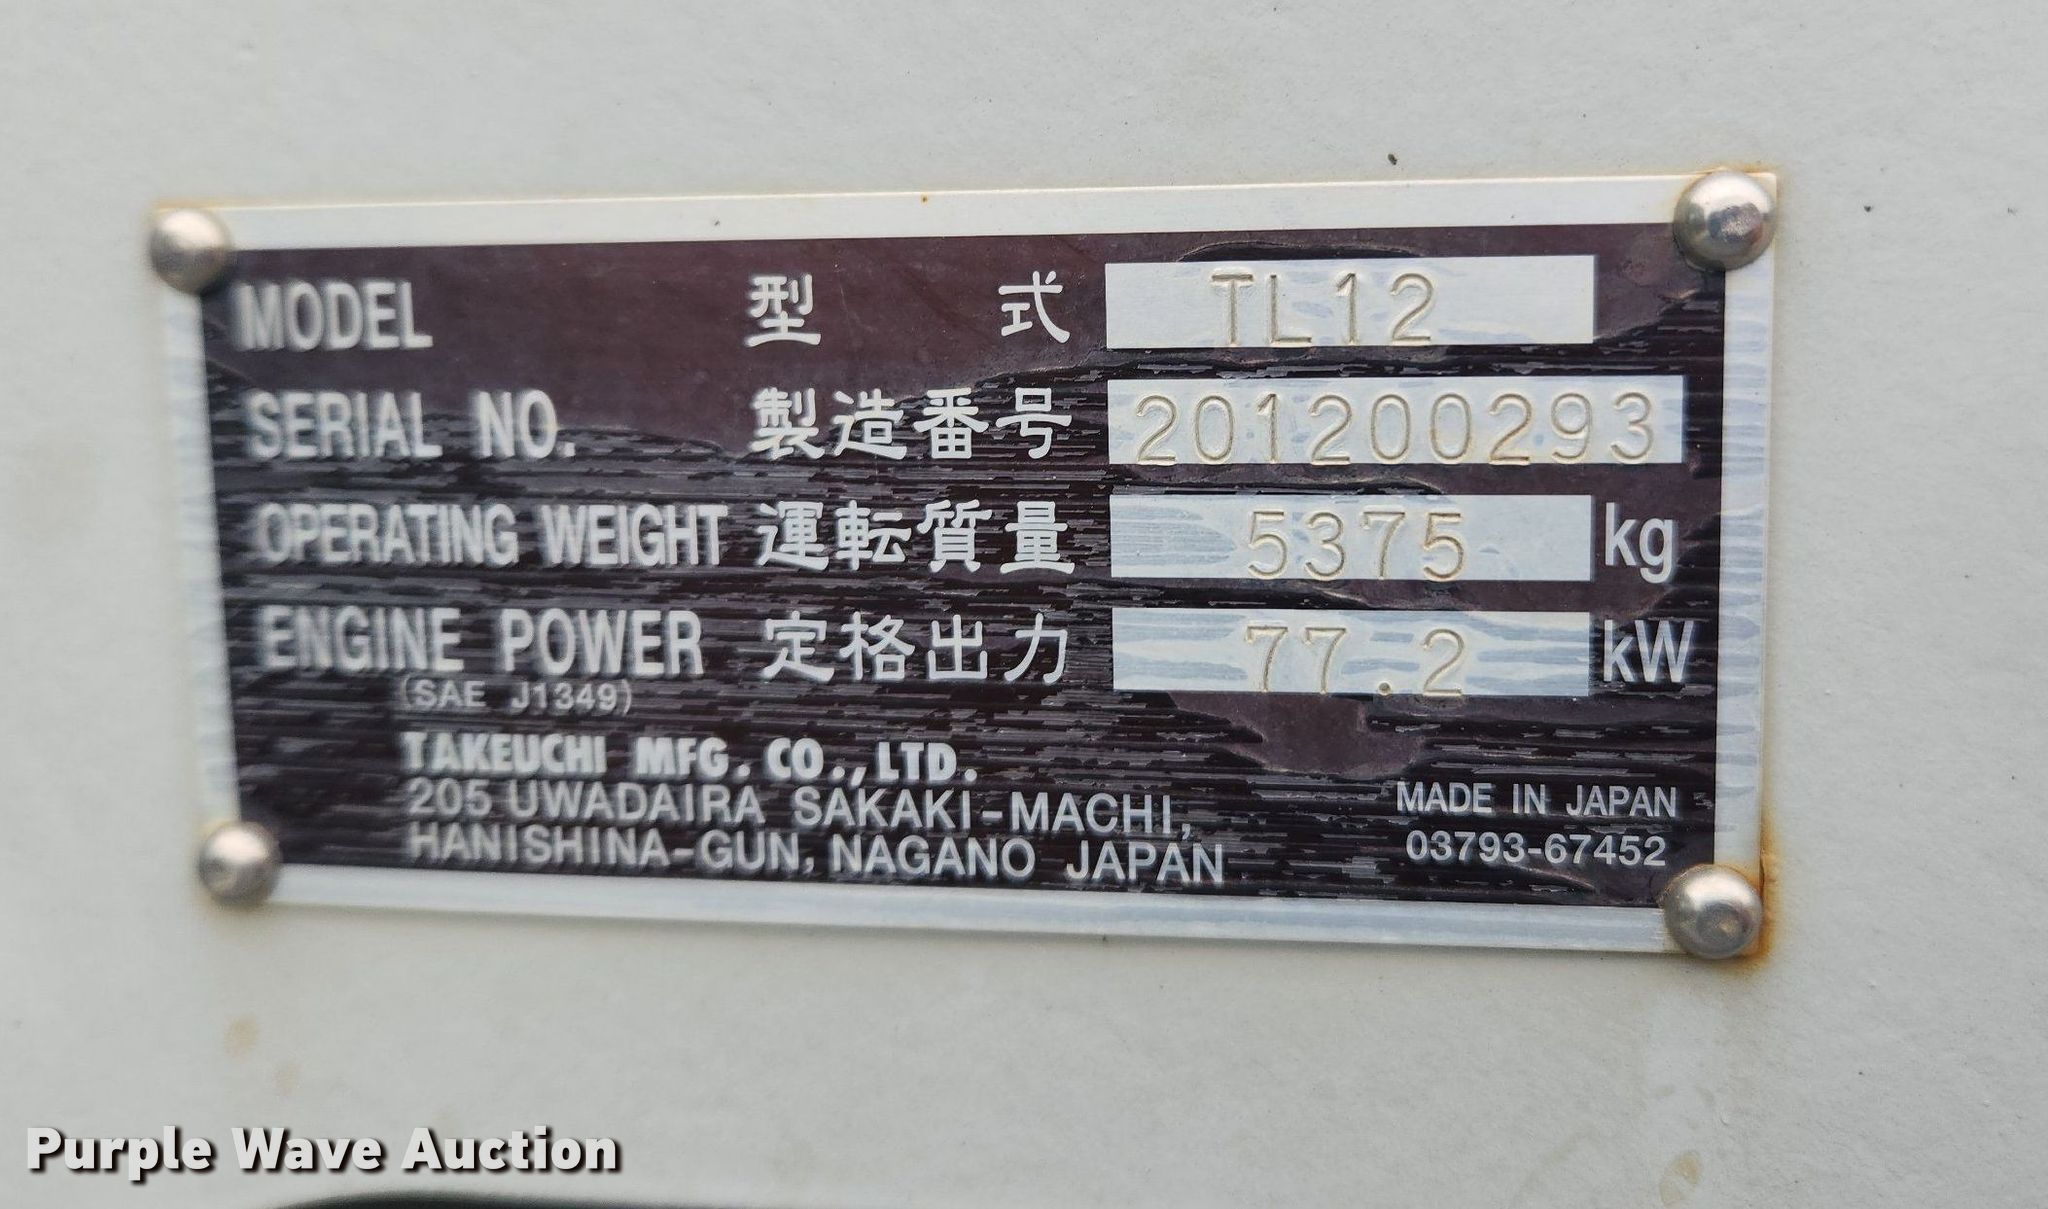 MODEL 型 式 TL12
SERIAL NO. 製造番号 201200293
OPERATING WEIGHT 運転質量 5375 kg
ENGINE POWER 定格出力 77.2 kW
(SAE J1349)
TAKEUCHI MFG. CO., LTD.
205 UWADAIRA SAKAKI-MACHI,
HANISHINA-GUN, NAGANO JAPAN
MADE IN JAPAN
03793-67452
Purple Wave Auction